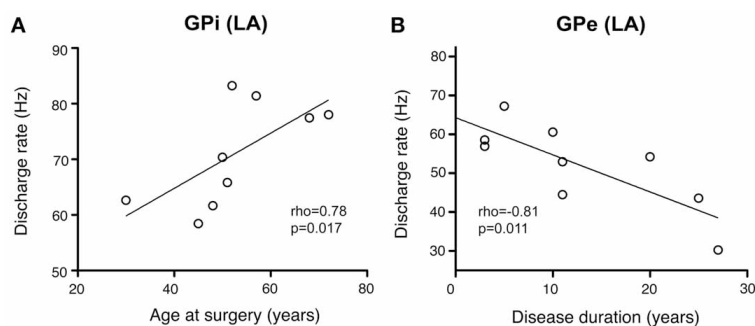 A
GPi (LA)
Discharge rate (Hz)
90
80
70
60
50
20
40
60
80
Age at surgery (years)
rho=0.78
p=0.017
B
GPe (LA)
Discharge rate (Hz)
80
70
60
50
40
30
0
10
20
30
Disease duration (years)
rho=-0.81
p=0.011